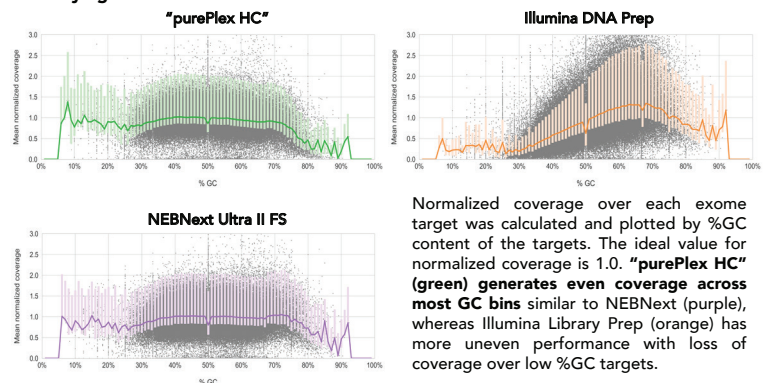 "purePlex HC"
Mean normalized coverage
3.0
2.5
2.0
1.5
1.0
0.5
0.0
0% 10% 20% 30% 40% 50% 60% 70% 80% 90% 100%
% GC
Illumina DNA Prep
Mean normalized coverage
3.0
2.5
2.0
1.5
1.0
0.5
0.0
0% 10% 20% 30% 40% 50% 60% 70% 80% 90% 100%
% GC
NEBNext Ultra II FS
Mean normalized coverage
3.0
2.5
2.0
1.5
1.0
0.5
0.0
0% 10% 20% 30% 40% 50% 60% 70% 80% 90% 100%
% GC
Normalized coverage over each exome
target was calculated and plotted by %GC
content of the targets. The ideal value for
normalized coverage is 1.0. "purePlex HC"
(green) generates even coverage across
most GC bins similar to NEBNext (purple),
whereas Illumina Library Prep (orange) has
more uneven performance with loss of
coverage over low %GC targets.